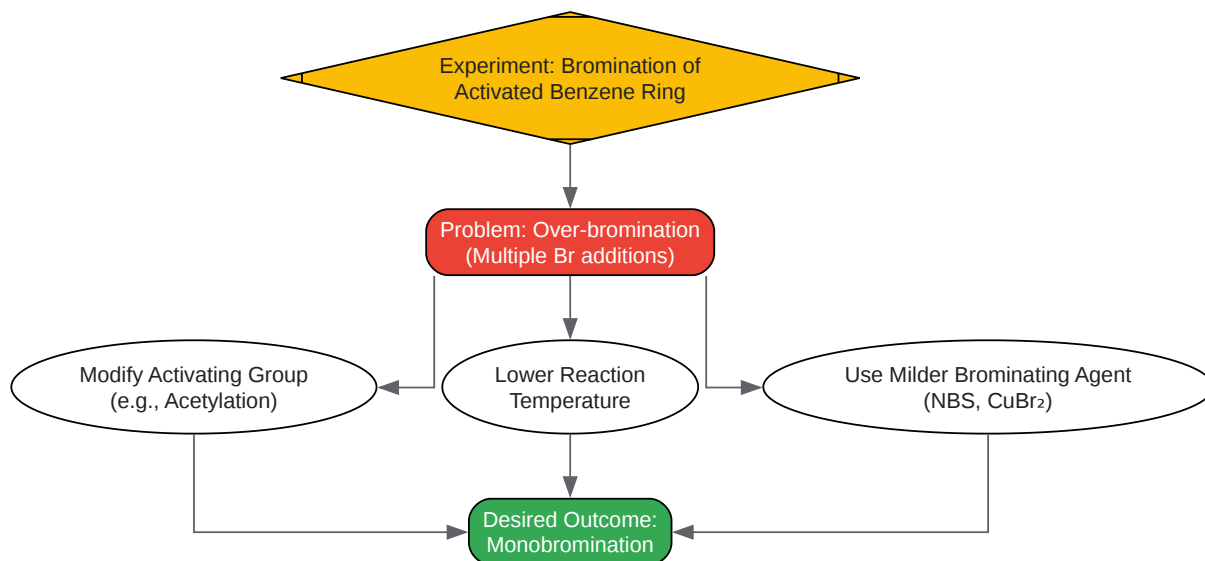 Experiment: Bromination of
Activated Benzene Ring
Problem: Over-bromination
(Multiple Br additions)
Modify Activating Group
(e.g., Acetylation)
Lower Reaction
Temperature
Use Milder Brominating Agent
(NBS, CuBr₂)
Desired Outcome:
Monobromination